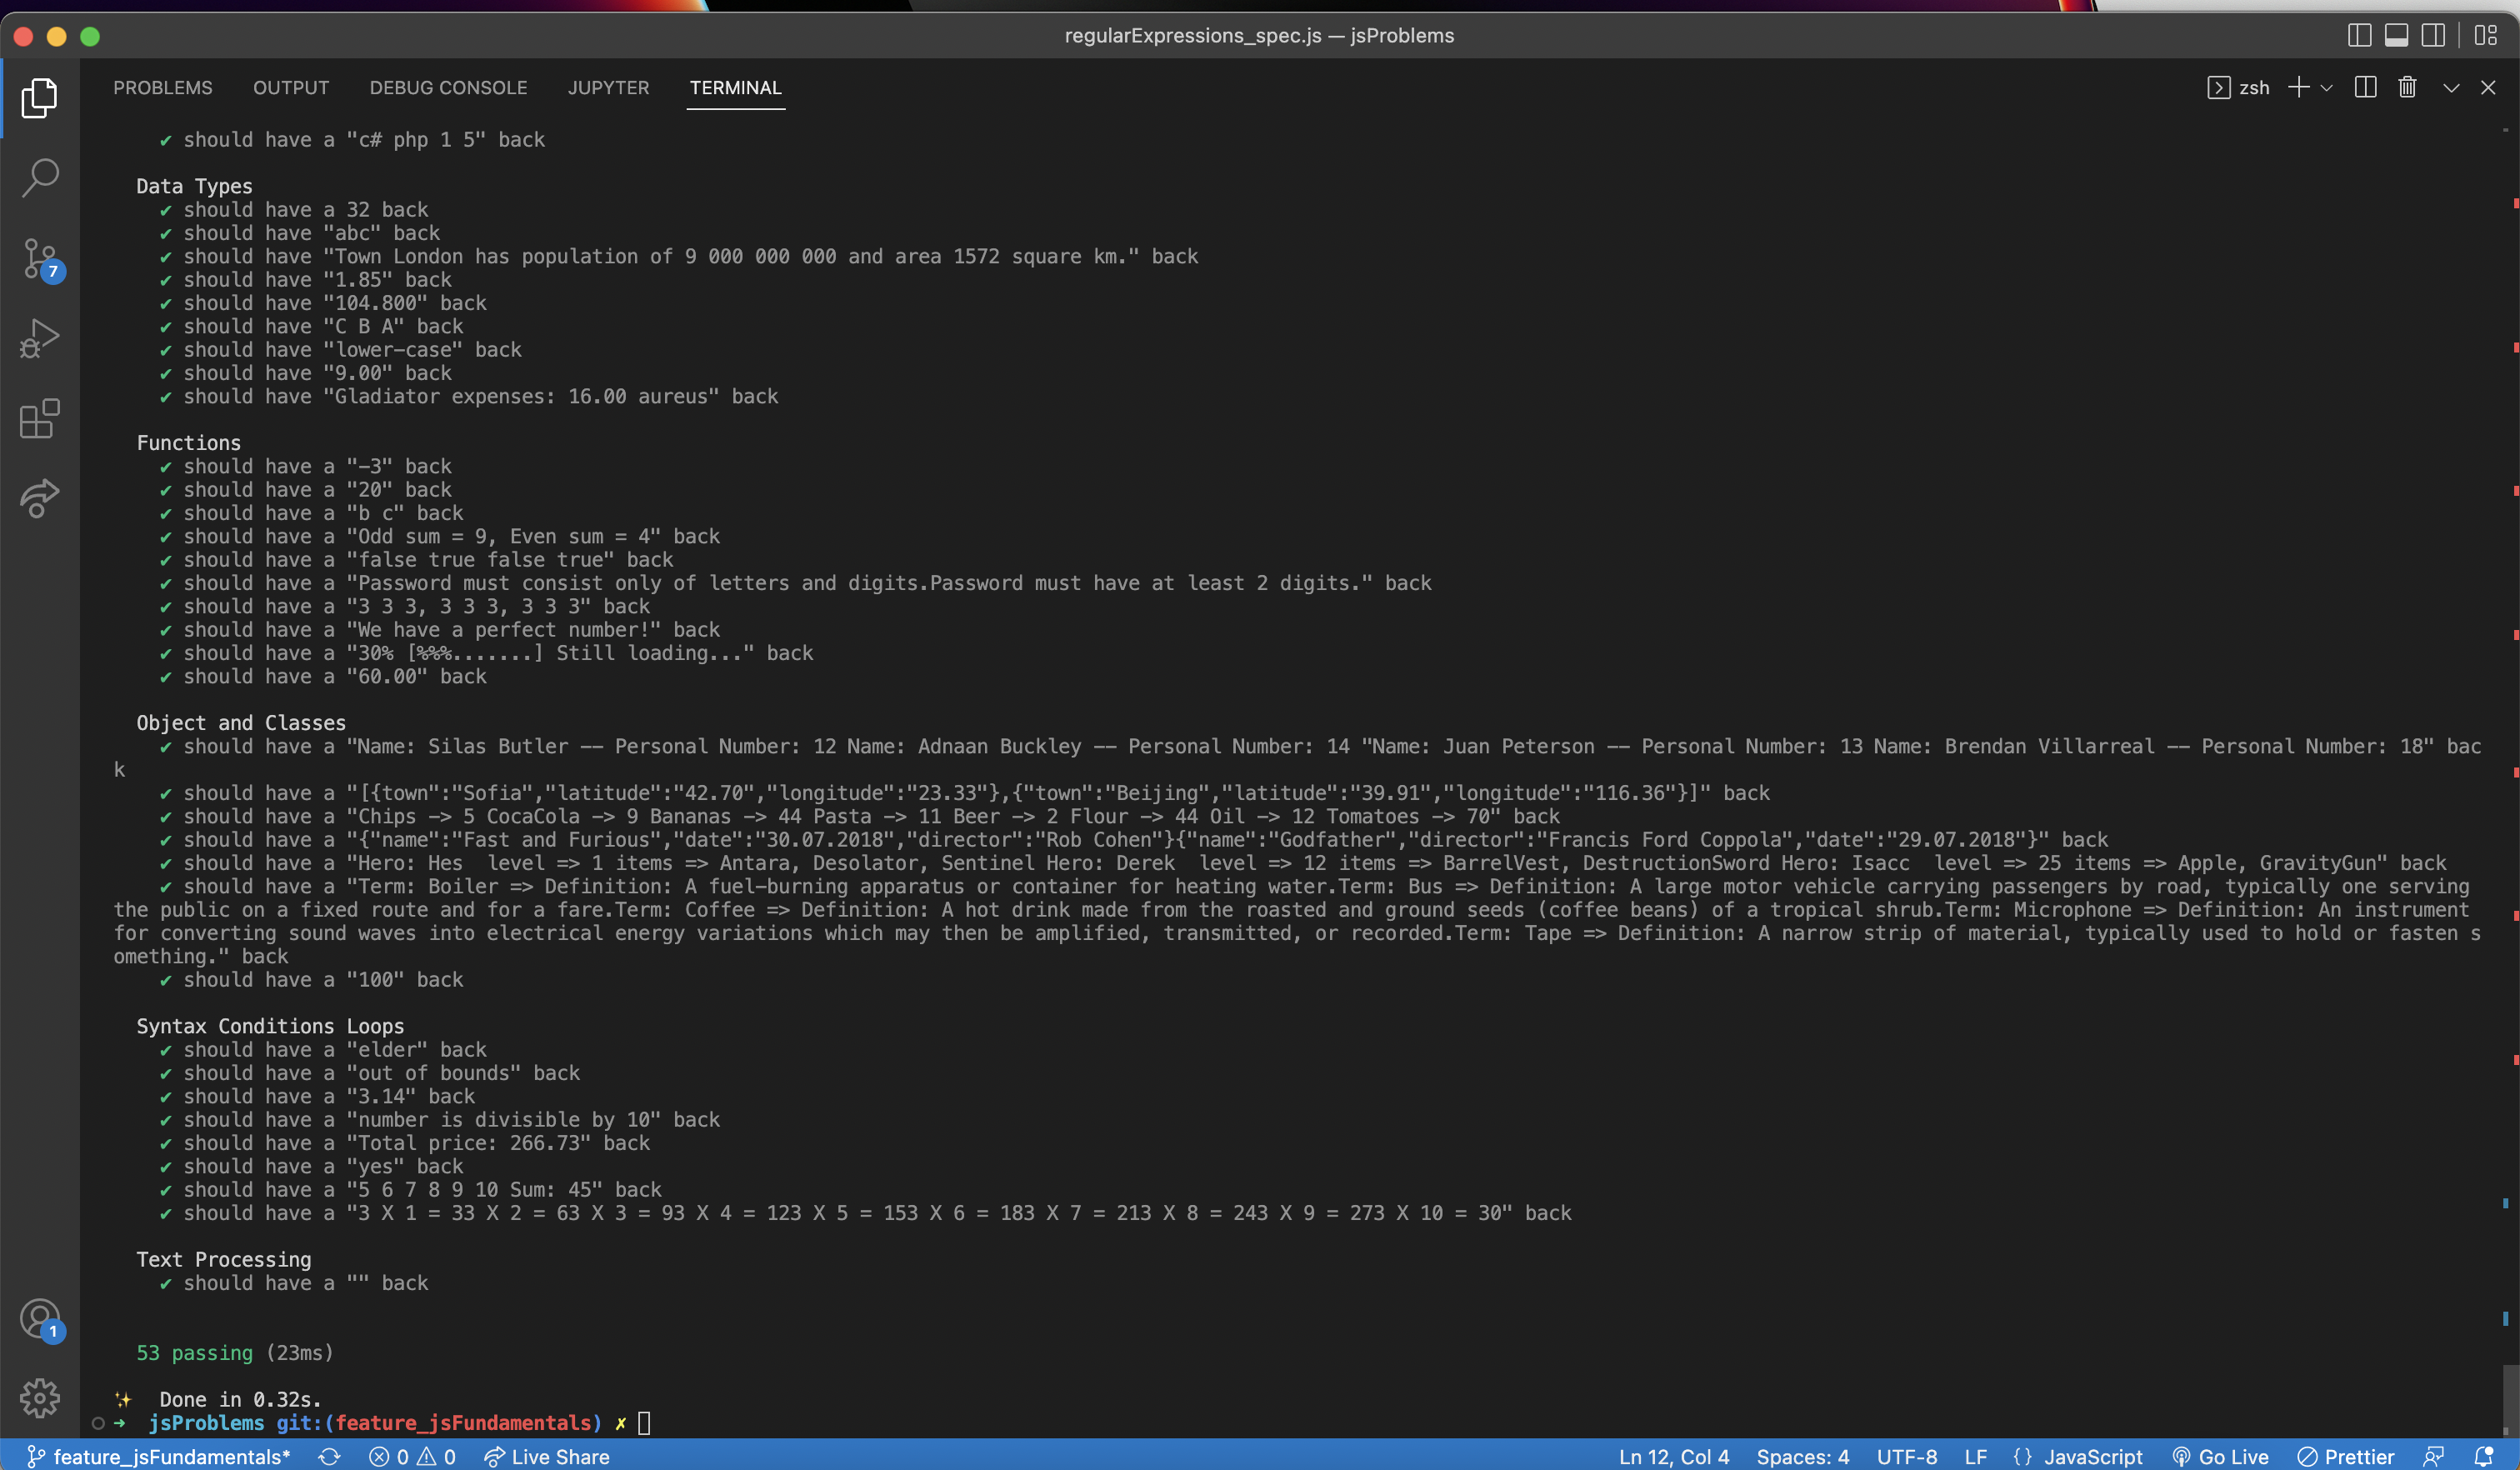 regularExpressions_spec.js — jsProblems
PROBLEMS OUTPUT DEBUG CONSOLE JUPYTER TERMINAL zsh
✔ should have a "c# php 1 5" back
Data Types
✔ should have a 32 back
✔ should have "abc" back
✔ should have "Town London has population of 9 000 000 000 and area 1572 square km." back
✔ should have "1.85" back
✔ should have "104.800" back
✔ should have "C B A" back
✔ should have "lower-case" back
✔ should have "9.00" back
✔ should have "Gladiator expenses: 16.00 aureus" back
Functions
✔ should have a "-3" back
✔ should have a "20" back
✔ should have a "b c" back
✔ should have a "Odd sum = 9, Even sum = 4" back
✔ should have a "false true false true" back
✔ should have a "Password must consist only of letters and digits.Password must have at least 2 digits." back
✔ should have a "3 3 3, 3 3 3, 3 3 3" back
✔ should have a "We have a perfect number!" back
✔ should have a "30% [%%%.......] Still loading..." back
✔ should have a "60.00" back
Object and Classes
✔ should have a "Name: Silas Butler -- Personal Number: 12 Name: Adnaan Buckley -- Personal Number: 14 "Name: Juan Peterson -- Personal Number: 13 Name: Brendan Villarreal -- Personal Number: 18" bac
k
✔ should have a "[{town":"Sofia","latitude":"42.70","longitude":"23.33"},{"town":"Beijing","latitude":"39.91","longitude":"116.36"}]" back
✔ should have a "Chips -> 5 CocaCola -> 9 Bananas -> 44 Pasta -> 11 Beer -> 2 Flour -> 44 Oil -> 12 Tomatoes -> 70" back
✔ should have a "{"name":"Fast and Furious","date":"30.07.2018","director":"Rob Cohen"}{"name":"Godfather","director":"Francis Ford Coppola","date":"29.07.2018"}" back
✔ should have a "Hero: Hes  level => 1 items => Antara, Desolator, Sentinel Hero: Derek  level => 12 items => BarrelVest, DestructionSword Hero: Isacc  level => 25 items => Apple, GravityGun" back
✔ should have a "Term: Boiler => Definition: A fuel-burning apparatus or container for heating water.Term: Bus => Definition: A large motor vehicle carrying passengers by road, typically one serving
the public on a fixed route and for a fare.Term: Coffee => Definition: A hot drink made from the roasted and ground seeds (coffee beans) of a tropical shrub.Term: Microphone => Definition: An instrument
for converting sound waves into electrical energy variations which may then be amplified, transmitted, or recorded.Term: Tape => Definition: A narrow strip of material, typically used to hold or fasten s
omething." back
✔ should have a "100" back
Syntax Conditions Loops
✔ should have a "elder" back
✔ should have a "out of bounds" back
✔ should have a "3.14" back
✔ should have a "number is divisible by 10" back
✔ should have a "Total price: 266.73" back
✔ should have a "yes" back
✔ should have a "5 6 7 8 9 10 Sum: 45" back
✔ should have a "3 X 1 = 33 X 2 = 63 X 3 = 93 X 4 = 123 X 5 = 153 X 6 = 183 X 7 = 213 X 8 = 243 X 9 = 273 X 10 = 30" back
Text Processing
✔ should have a "" back
53 passing (23ms)
✨ Done in 0.32s.
➜ jsProblems git:(feature_jsFundamentals) ✗
7
1
feature_jsFundamentals* 0 0 Live Share Ln 12, Col 4 Spaces: 4 UTF-8 LF {} JavaScript Go Live Prettier